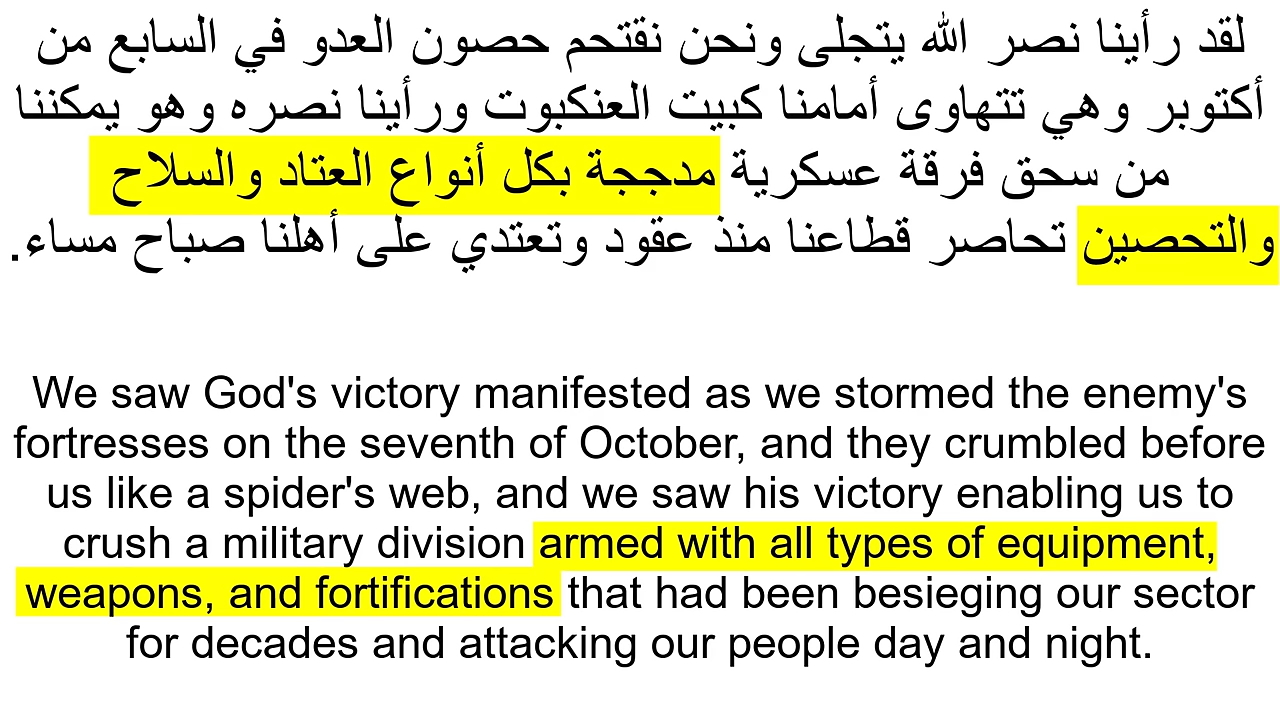 لقد رأينا نصر الله يتجلى ونحن نقتحم حصون العدو في السابع من
أكتوبر وهي تتهاوى أمامنا كبيت العنكبوت ورأينا نصره وهو يمكننا
من سحق فرقة عسكرية مدججة بكل أنواع العتاد والسلاح
والتحصين تحاصر قطاعنا منذ عقود وتعتدي على أهلنا صباح مساء.
We saw God's victory manifested as we stormed the enemy's
fortresses on the seventh of October, and they crumbled before
us like a spider's web, and we saw his victory enabling us to
crush a military division armed with all types of equipment,
weapons, and fortifications that had been besieging our sector
for decades and attacking our people day and night.